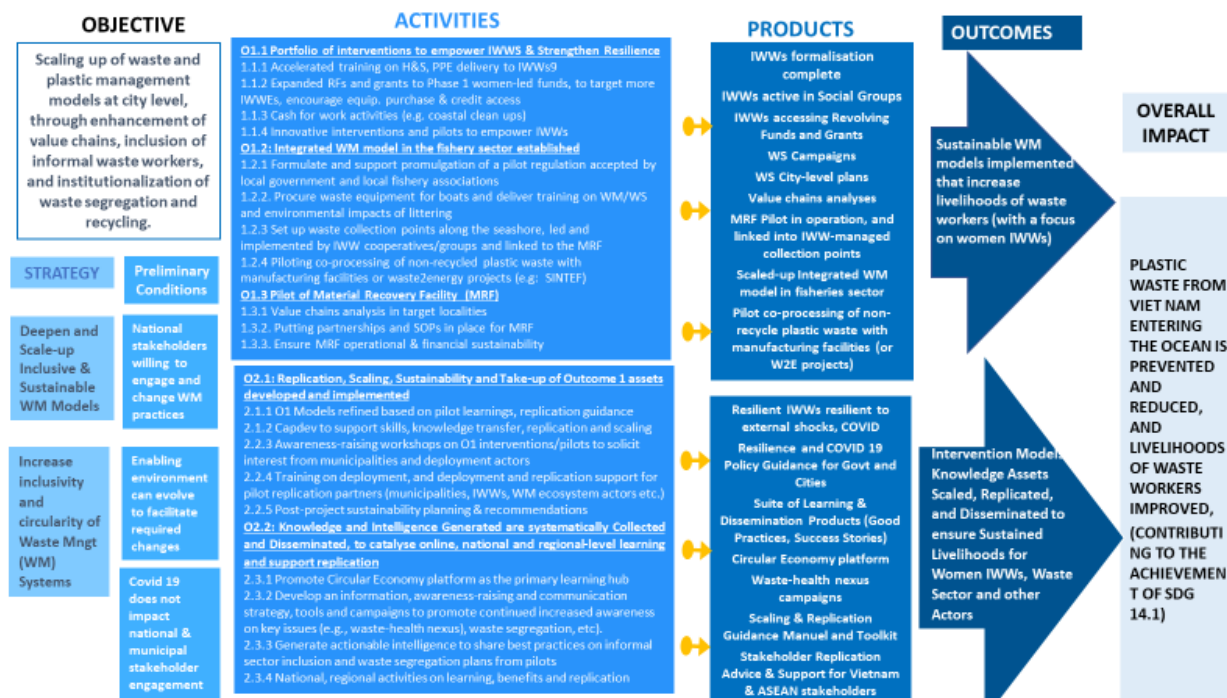 OBJECTIVE
Scaling up of waste and
plastic management
models at city level,
through enhancement of
value chains, inclusion of
informal waste workers,
and institutionalization of
waste segregation and
recycling.
STRATEGY
Deepen and
Scale-up
Inclusive &
Sustainable
WM Models
Increase
inclusivity
and
circularity of
Waste Mngt
(WM)
Systems
Preliminary
Conditions
National
stakeholders
willing to
engage and
change WM
practices
Enabling
environment
can evolve
to facilitate
required
changes
Covid 19
does not
impact
national &
municipal
stakeholder
engagement
ACTIVITIES
O1.1 Portfolio of interventions to empower IWWS & Strengthen Resilience
1.1.1 Accelerated training on H&S, PPE delivery to IWWs9
1.1.2 Expanded RFs and grants to Phase 1 women-led funds, to target more
IWWEs, encourage equip. purchase & credit access
1.1.3 Cash for work activities (e.g. coastal clean ups)
1.1.4 Innovative interventions and pilots to empower IWWs
O1.2: Integrated WM model in the fishery sector established
1.2.1 Formulate and support promulgation of a pilot regulation accepted by
local government and local fishery associations
1.2.2. Procure waste equipment for boats and deliver training on WM/WS
and environmental impacts of littering
1.2.3 Set up waste collection points along the seashore, led and
implemented by IWW cooperatives/groups and linked to the MRF
1.2.4 Piloting co-processing of non-recycled plastic waste with
manufacturing facilities or waste2energy projects (e.g: SINTEF)
O1.3 Pilot of Material Recovery Facility (MRF)
1.3.1 Value chains analysis in target localities
1.3.2. Putting partnerships and SOPs in place for MRF
1.3.3. Ensure MRF operational & financial sustainability
O2.1: Replication, Scaling, Sustainability and Take-up of Outcome 1 assets
developed and implemented
2.1.1 O1 Models refined based on pilot learnings, replication guidance
2.1.2 Capdev to support skills, knowledge transfer, replication and scaling
2.2.3 Awareness-raising workshops on O1 interventions/pilots to solicit
interest from municipalities and deployment actors
2.2.4 Training on deployment, and deployment and replication support for
pilot replication partners (municipalities, IWWs, WM ecosystem actors etc.)
2.2.5 Post-project sustainability planning & recommendations
O2.2: Knowledge and Intelligence Generated are systematically Collected
and Disseminated, to catalyse online, national and regional-level learning
and support replication
2.3.1 Promote Circular Economy platform as the primary learning hub
2.3.2 Develop an information, awareness-raising and communication
strategy, tools and campaigns to promote continued increased awareness
on key issues (e.g., waste-health nexus), waste segregation, etc).
2.3.3 Generate actionable intelligence to share best practices on informal
sector inclusion and waste segregation plans from pilots
2.3.4 National, regional activities on learning, benefits and replication
PRODUCTS
IWWs formalisation
complete
IWWs active in Social Groups
IWWs accessing Revolving
Funds and Grants
WS Campaigns
WS City-level plans
Value chains analyses
MRF Pilot in operation, and
linked into IWW-managed
collection points
Scaled-up Integrated WM
model in fisheries sector
Pilot co-processing of non-
recycle plastic waste with
manufacturing facilities (or
W2E projects)
Resilient IWWs resilient to
external shocks, COVID
Resilience and COVID 19
Policy Guidance for Govt and
Cities
Suite of Learning &
Dissemination Products (Good
Practices, Success Stories)
Circular Economy platform
Waste-health nexus
campaigns
Scaling & Replication
Guidance Manuel and Toolkit
Stakeholder Replication
Advice & Support for Vietnam
& ASEAN stakeholders
OUTCOMES
Sustainable WM
models implemented
that increase
livelihoods of waste
workers (with a focus
on women IWWs)
Intervention Models
Knowledge Assets
Scaled, Replicated,
and Disseminated to
ensure Sustained
Livelihoods for
Women IWWs, Waste
Sector and other
Actors
OVERALL
IMPACT
PLASTIC
WASTE FROM
VIET NAM
ENTERING
THE OCEAN IS
PREVENTED
AND
REDUCED,
AND
LIVELIHOODS
OF WASTE
WORKERS
IMPROVED,
(CONTRIBUTI
NG TO THE
ACHIEVEMEN
T OF SDG
14.1)